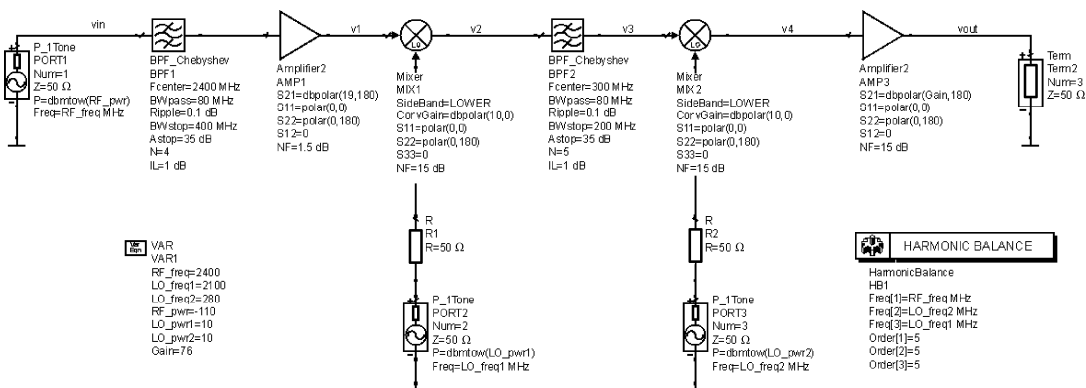 vin
v1
v2
v3
v4
vout
P_1Tone
PORT1
Num=1
Z=50 Ω
P=dbmtow(RF_pwr)
Freq=RF_freq MHz
BPF_Chebyshev
BPF1
Fcenter=2400 MHz
BWpass=80 MHz
Ripple=0.1 dB
BWstop=400 MHz
Astop=35 dB
N=4
IL=1 dB
Amplifier2
AMP1
S21=dbpolar(19,180)
S11=polar(0,0)
S22=polar(0,180)
S12=0
NF=1.5 dB
LO
Mixer
MIX1
SideBand=LOWER
ConvGain=dbpolar(10,0)
S11=polar(0,0)
S22=polar(0,180)
S33=0
NF=15 dB
BPF_Chebyshev
BPF2
Fcenter=300 MHz
BWpass=80 MHz
Ripple=0.1 dB
BWstop=200 MHz
Astop=35 dB
N=5
IL=1 dB
LO
Mixer
MIX2
SideBand=LOWER
ConvGain=dbpolar(10,0)
S11=polar(0,0)
S22=polar(0,180)
S33=0
NF=15 dB
Amplifier2
AMP3
S21=dbpolar(Gain,180)
S11=polar(0,0)
S22=polar(0,180)
S12=0
NF=15 dB
Term
Term2
Num=3
Z=50 Ω
R
R1
R=50 Ω
R
R2
R=50 Ω
P_1Tone
PORT2
Num=2
Z=50 Ω
P=dbmtow(LO_pwr1)
Freq=LO_freq1 MHz
P_1Tone
PORT3
Num=3
Z=50 Ω
P=dbmtow(LO_pwr2)
Freq=LO_freq2 MHz
Var
Eqn
VAR
VAR1
RF_freq=2400
LO_freq1=2100
LO_freq2=280
RF_pwr=-110
LO_pwr1=10
LO_pwr2=10
Gain=76
HARMONIC BALANCE
HarmonicBalance
HB1
Freq[1]=RF_freq MHz
Freq[2]=LO_freq2 MHz
Freq[3]=LO_freq1 MHz
Order[1]=5
Order[2]=5
Order[3]=5